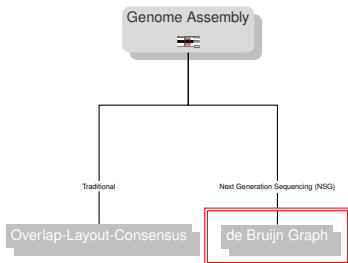 Genome Assembly
Traditional
Next Generation Sequencing (NSG)
Overlap-Layout-Consensus
de Bruijn Graph